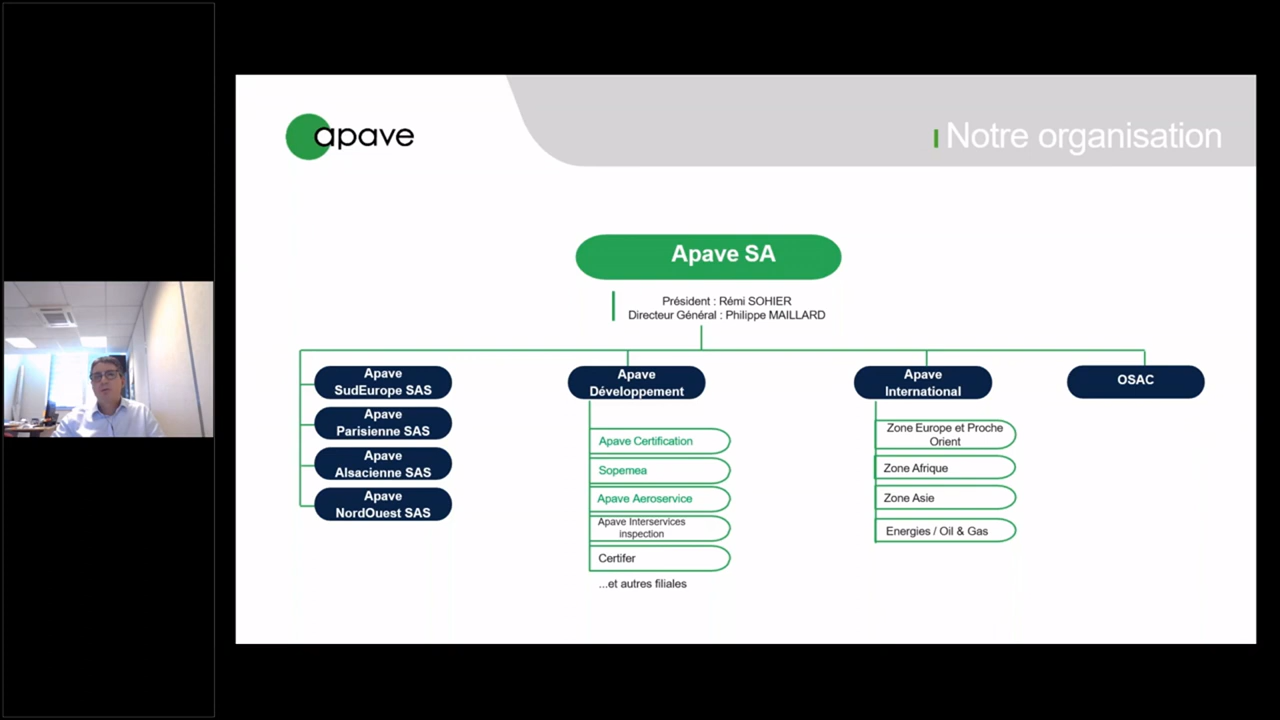 apave
Notre organisation
Apave SA
Président : Rémi SOHIER
Directeur Général : Philippe MAILLARD
Apave
SudEurope SAS
Apave
Parisienne SAS
Apave
Alsacienne SAS
Apave
NordOuest SAS
Apave
Développement
Apave Certification
Sopemea
Apave Aeroservice
Apave Interservices
inspection
Certifer
...et autres filiales
Apave
International
Zone Europe et Proche
Orient
Zone Afrique
Zone Asie
Energies / Oil & Gas
OSAC